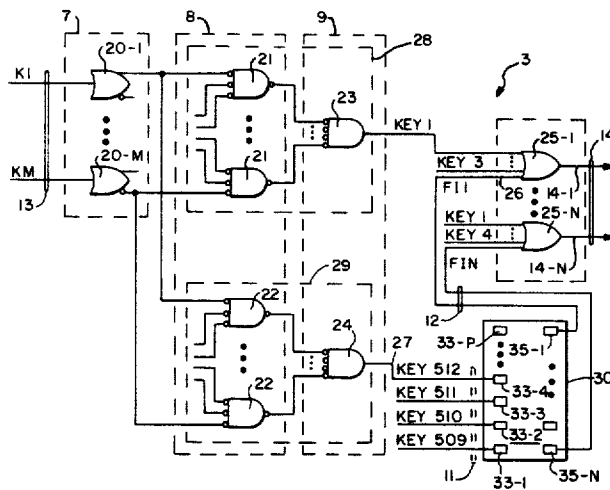 7
8
9
28
20-1
21
3
K1
23
KEY 1
25-1
14
KEY 3
F11
26
14-1
20-M
21
KM
25-N
13
KEY 1
KEY 4
FIN
14-N
29
22
12
24
27
33-P
35-1
30
KEY 512
33-4
KEY 511
33-3
22
KEY 510
33-2
KEY 509
11
33-1
35-N